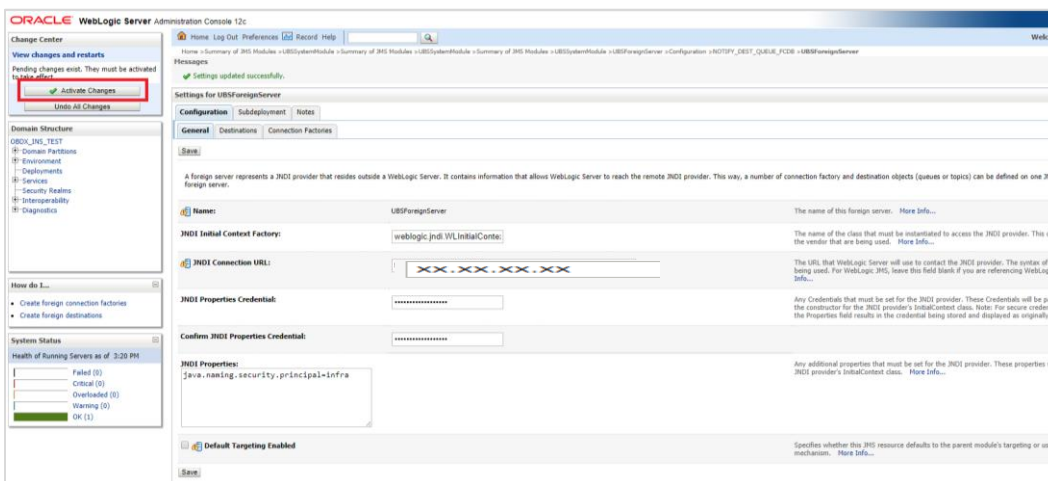 ORACLE WebLogic Server Administration Console 12c
Change Center
View changes and restarts
Pending changes exist. They must be activated
to take effect.
Activate Changes
Undo All Changes
Domain Structure
OBDX_INS_TEST
Domain Partitions
Environment
Deployments
Services
Security Realms
Interoperability
Diagnostics
How do I...
Create foreign connection factories
Create foreign destinations
System Status
Health of Running Servers as of 3:20 PM
Failed (0)
Critical (0)
Overloaded (0)
Warning (0)
OK (1)
Home Log Out Preferences Record Help
Welc
Home >Summary of JMS Modules >UBSSystemModule >Summary of JMS Modules >UBSSystemModule >Summary of JMS Modules >UBSSystemModule >UBSForeignServer >Configuration >NOTIFY_DEST_QUEUE_FCDB >UBSForeignServer
Messages
Settings updated successfully.
Settings for UBSForeignServer
Configuration Subdeployment Notes
General Destinations Connection Factories
Save
A foreign server represents a JNDI provider that resides outside a WebLogic Server. It contains information that allows WebLogic Server to reach the remote JNDI provider. This way, a number of connection factory and destination objects (queues or topics) can be defined on one
foreign server.
Name: UBSForeignServer The name of this foreign server. More Info...
JNDI Initial Context Factory: weblogic.jndi.WLInitialConte The name of the class that must be instantiated to access the JNDI provider. This
the vendor that are being used. More Info...
JNDI Connection URL: XX.XX.XX.XX The URL that WebLogic Server will use to contact the JNDI provider. The syntax of
being used. For WebLogic JMS, leave this field blank if you are referencing
Info...
JNDI Properties Credential: •••••••••••••••••• Any Credentials that must be set for the JNDI provider. These Credentials will be
the constructor for the JNDI provider's InitialContext class. Note: For secure
the Properties field results in the credential being stored and displayed as
Confirm JNDI Properties Credential: ••••••••••••••••••
JNDI Properties:
java.naming.security.principal=infra
Any additional properties that must be set for the JNDI provider. These properties
JNDI provider's InitialContext class. More Info...
Default Targeting Enabled Specifies whether this JMS resource defaults to the parent module's targeting or
mechanism. More Info...
Save